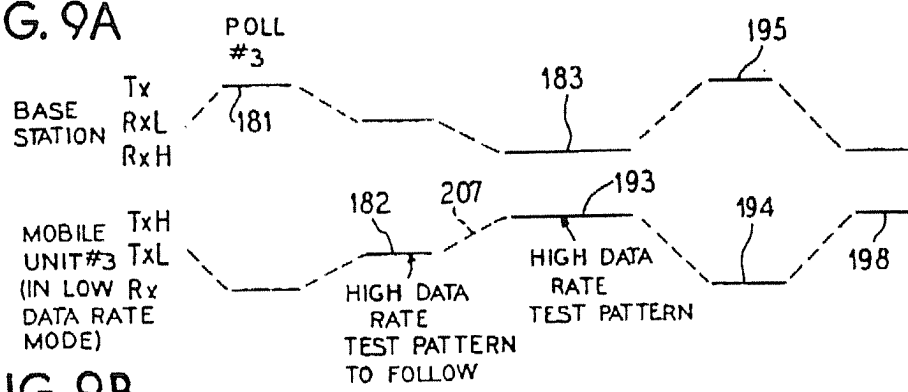 G. 9A
POLL
#3
195
BASE
STATION
Tx
RxL
RxH
181
183
MOBILE
UNIT#3
(IN LOW
DATA RATE
MODE)
TxH
TxL
Rx
182
207
193
194
198
HIGH DATA
RATE
TEST PATTERN
TO FOLLOW
HIGH DATA
RATE
TEST PATTERN
IG. 9B